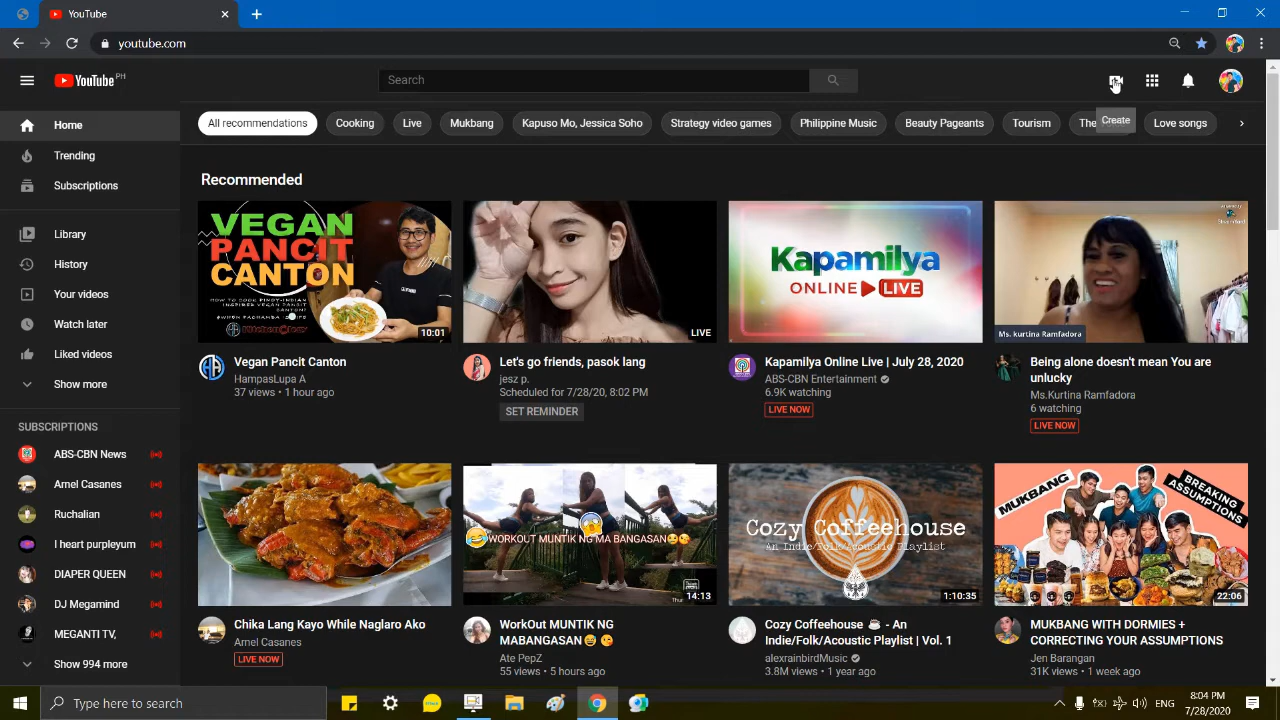 YouTube
youtube.com
YouTube PH
Search
Home
Trending
Subscriptions
Library
History
Your videos
Watch later
Liked videos
Show more
SUBSCRIPTIONS
ABS-CBN News
Arnel Casanes
Ruchalian
I heart purpleyum
DIAPER QUEEN
DJ Megamind
MEGANTI TV,
Show 994 more
All recommendations
Cooking
Live
Mukbang
Kapuso Mo, Jessica Soho
Strategy video games
Philippine Music
Beauty Pageants
Tourism
Create
Love songs
Recommended
VEGAN
PANCIT
CANTON
10:01
Vegan Pancit Canton
HampasLupa A
37 views • 1 hour ago
LIVE
Let's go friends, pasok lang
jesz p.
Scheduled for 7/28/20, 8:02 PM
SET REMINDER
Kapamilya
ONLINE LIVE
Kapamilya Online Live | July 28, 2020
ABS-CBN Entertainment
6.9K watching
LIVE NOW
Ms. kurtina Ramfadora
Being alone doesn't mean You are
unlucky
Ms.Kurtina Ramfadora
6 watching
LIVE NOW
Chika Lang Kayo While Naglaro Ako
Arnel Casanes
LIVE NOW
WORKOUT MUNTIK NG MA BANGASAN😘😘
14:13
WorkOut MUNTIK NG
MABANGASAN😄😘
Ate PepZ
55 views • 5 hours ago
Cozy Coffeehouse
An Indie/Folk/Acoustic Playlist
1:10:35
Cozy Coffeehouse ☕ - An
Indie/Folk/Acoustic Playlist | Vol. 1
alexrainbirdMusic
3.8M views • 1 year ago
MUKBANG
BREAKING
ASSUMPTIONS
22:06
MUKBANG WITH DORMIES +
CORRECTING YOUR ASSUMPTIONS
Jen Barangan
31K views • 1 week ago
Type here to search
8:04 PM
7/28/2020